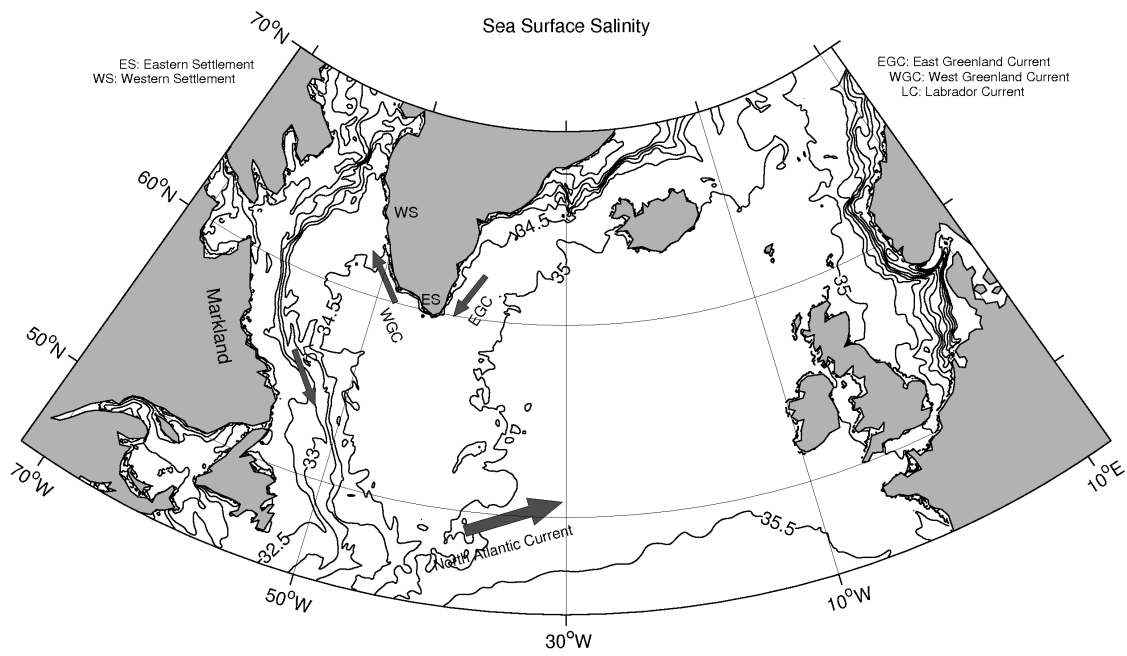 Sea Surface Salinity
70°N
ES: Eastern Settlement
WS: Western Settlement
EGC: East Greenland Current
WGC: West Greenland Current
LC: Labrador Current
60°N
WS
34.5
35
35
ES
EGC
WGC
34.5
Markland
50°N
33
70°W
10°E
North Atlantic Current
35.5
32.5
50°W
10°W
30°W